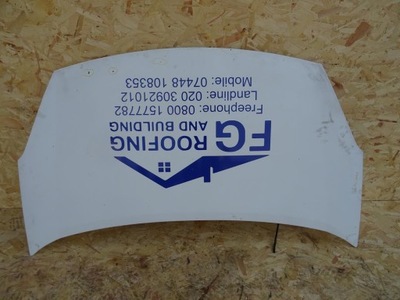 FG ROOFING
AND BUILDING
Freephone: 0800 1577782
Landline: 020 30921012
Mobile: 07448 108353